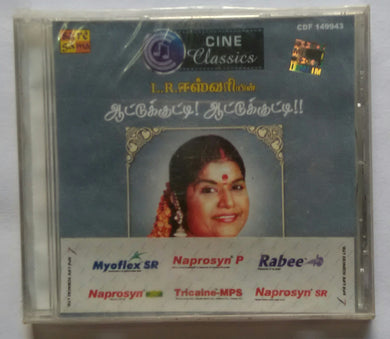 CINE
CDF 149943
Classics
L.R.ஈஸ்வரியின்
ஆட்டுக்குட்டி! ஆட்டுக்குட்டி!!
Myoflex SR
Naprosyn P
Rabee
Naprosyn
Tricaine-MPS
Naprosyn SR